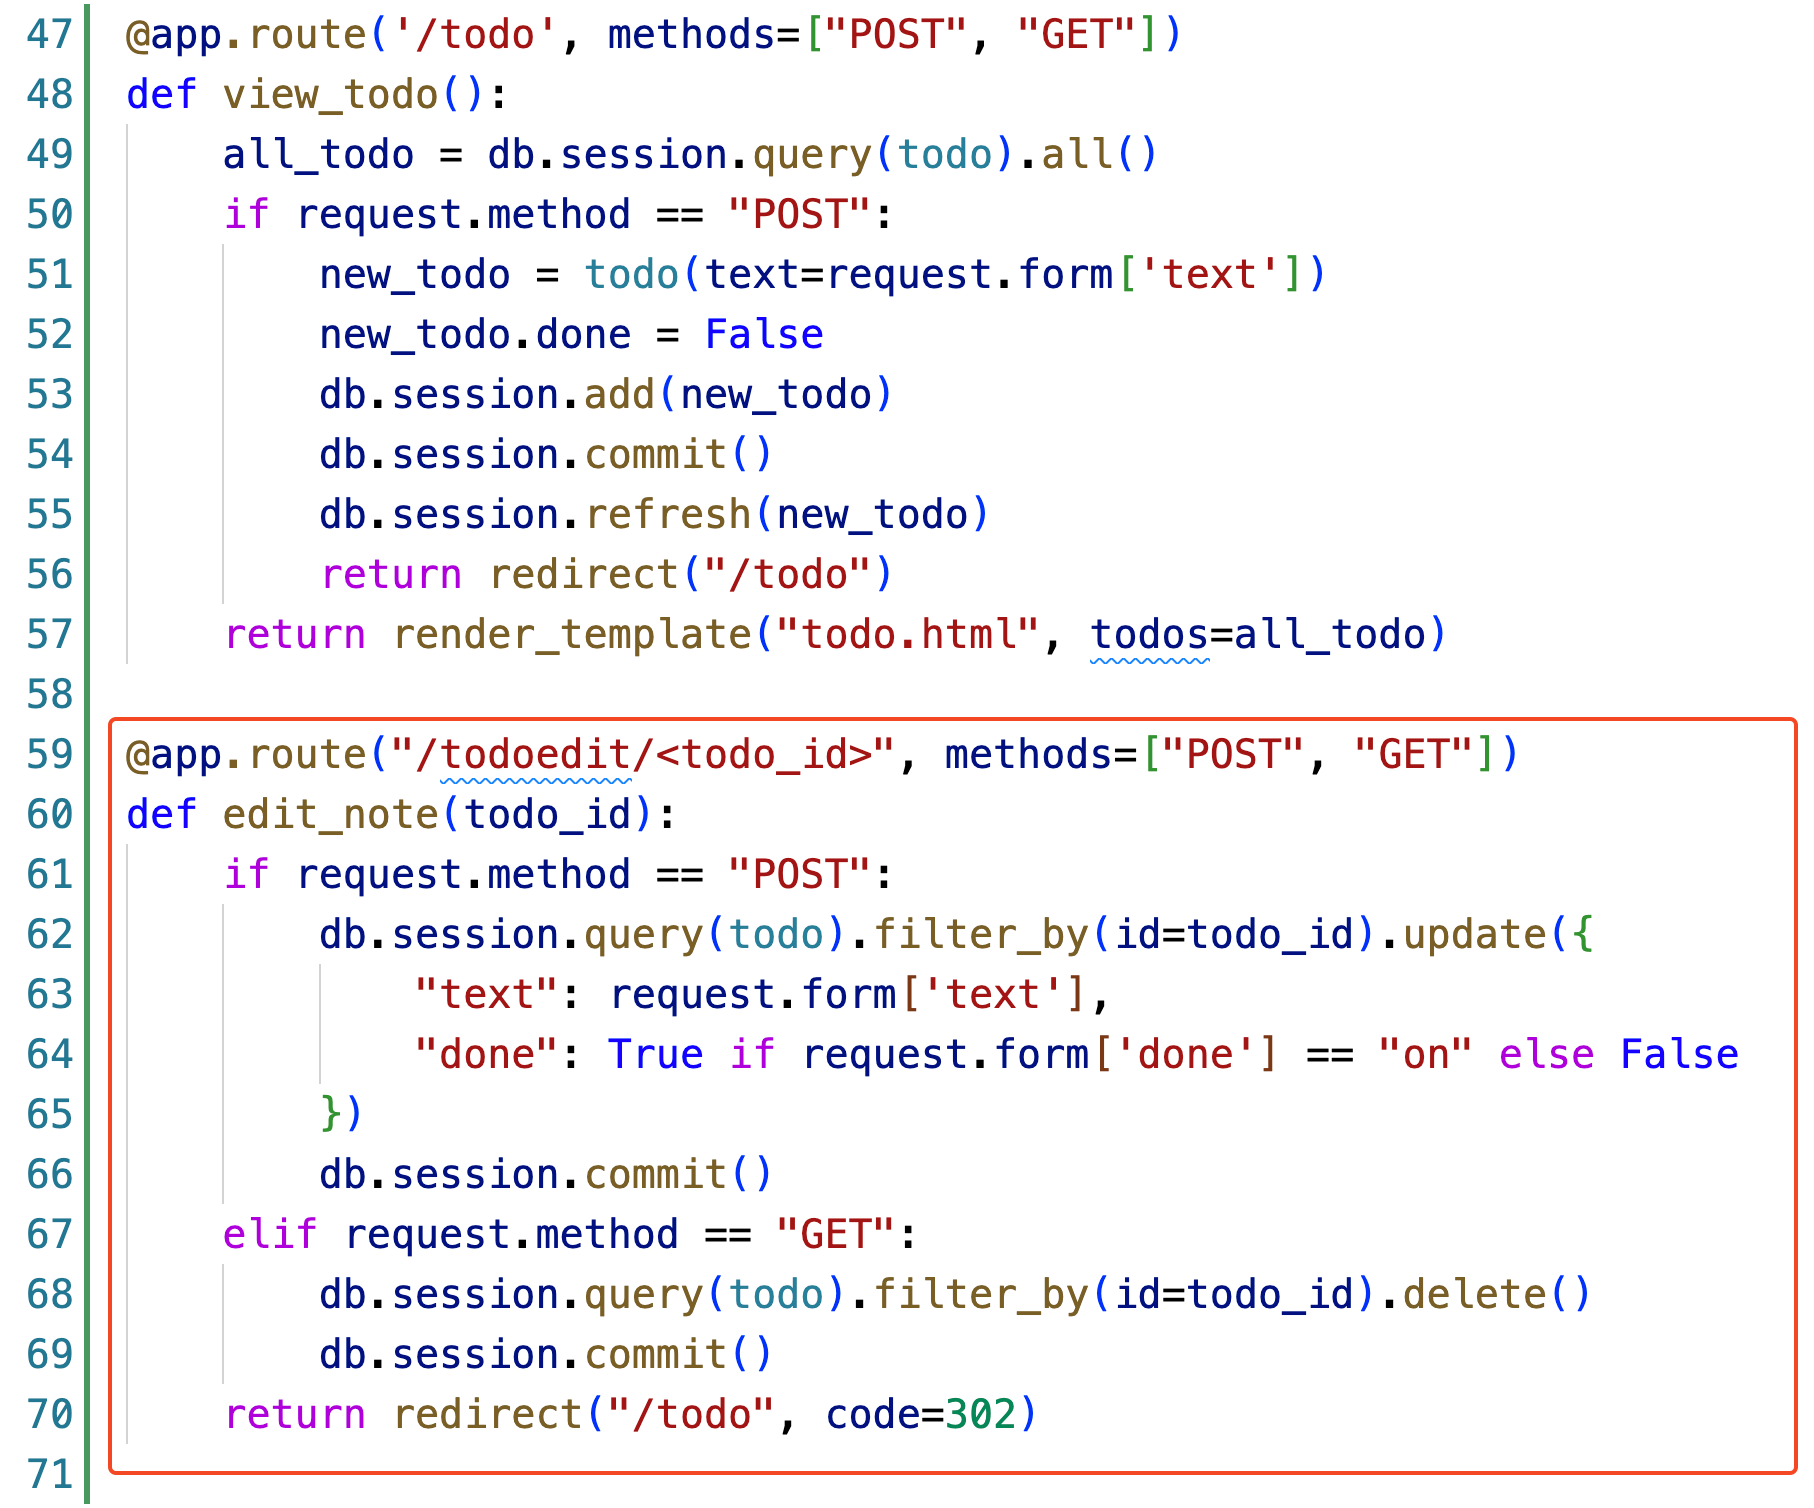 47 @app.route('/todo', methods=["POST", "GET"])
48 def view_todo():
49     all_todo = db.session.query(todo).all()
50     if request.method == "POST":
51         new_todo = todo(text=request.form['text'])
52         new_todo.done = False
53         db.session.add(new_todo)
54         db.session.commit()
55         db.session.refresh(new_todo)
56         return redirect("/todo")
57     return render_template("todo.html", todos=all_todo)
58
59 @app.route("/todoedit/<todo_id>", methods=["POST", "GET"])
60 def edit_note(todo_id):
61     if request.method == "POST":
62         db.session.query(todo).filter_by(id=todo_id).update({
63             "text": request.form['text'],
64             "done": True if request.form['done'] == "on" else False
65         })
66         db.session.commit()
67     elif request.method == "GET":
68         db.session.query(todo).filter_by(id=todo_id).delete()
69         db.session.commit()
70     return redirect("/todo", code=302)
71